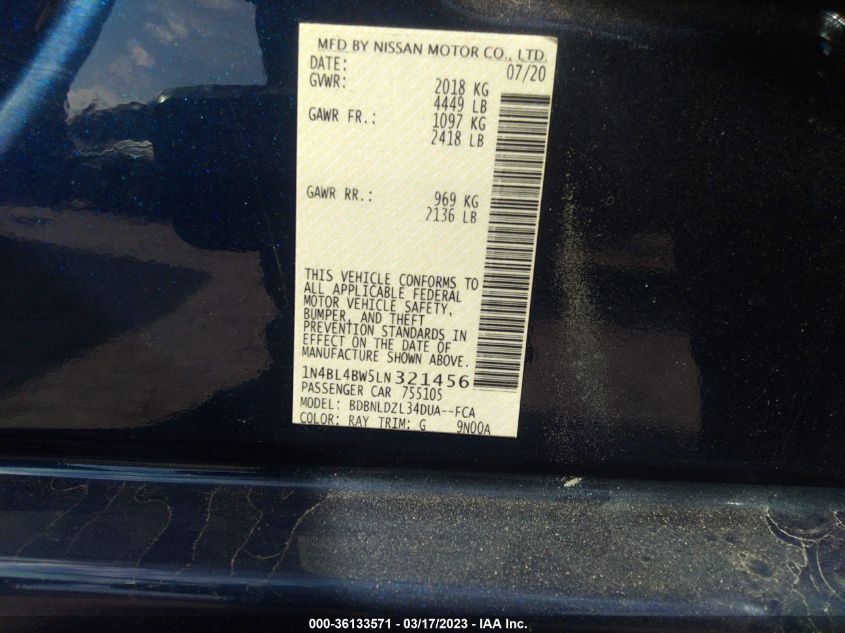 MFD BY NISSAN MOTOR CO., LTD.
DATE: 07/20
GVWR: 2018 KG
4449 LB
GAWR FR.: 1097 KG
2418 LB
GAWR RR.: 969 KG
2136 LB
THIS VEHICLE CONFORMS TO
ALL APPLICABLE FEDERAL
MOTOR VEHICLE SAFETY,
BUMPER, AND THEFT
PREVENTION STANDARDS IN
EFFECT ON THE DATE OF
MANUFACTURE SHOWN ABOVE.
1N4BL4BW5LN321456
PASSENGER CAR 755105
MODEL: BDBNLDZL34DUA--FCA
COLOR: RAY TRIM: G 9N00A
000-36133571 - 03/17/2023 - IAA Inc.